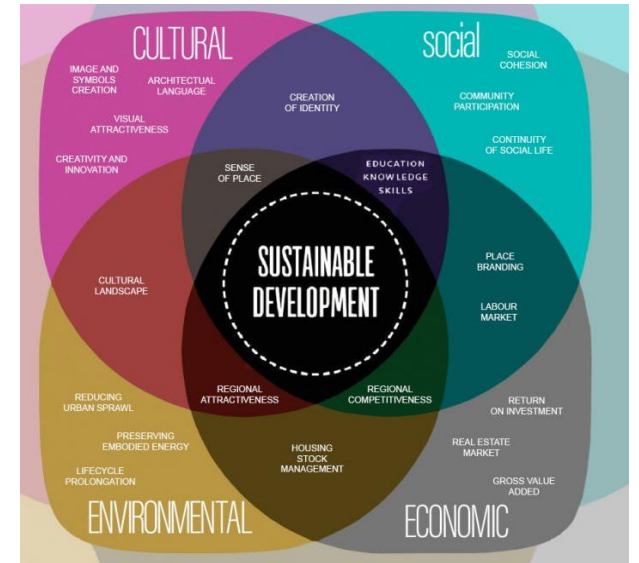 CULTURAL
social
IMAGE AND
SYMBOLS
CREATION
ARCHITECTUAL
LANGUAGE
VISUAL
ATTRACTIVENESS
CREATIVITY AND
INNOVATION
CREATION
OF IDENTITY
SOCIAL
COHESION
COMMUNITY
PARTICIPATION
CONTINUITY
OF SOCIAL LIFE
SENSE
OF PLACE
EDUCATION
KNOWLEDGE
SKILLS
SUSTAINABLE
DEVELOPMENT
CULTURAL
LANDSCAPE
PLACE
BRANDING
LABOUR
MARKET
REGIONAL
ATTRACTIVENESS
REGIONAL
COMPETITIVENESS
REDUCING
URBAN SPRAWL
PRESERVING
EMBODIED ENERGY
LIFECYCLE
PROLONGATION
HOUSING
STOCK
MANAGEMENT
RETURN
ON INVESTMENT
REAL ESTATE
MARKET
GROSS VALUE
ADDED
ENVIRONMENTAL
ECONOMIC